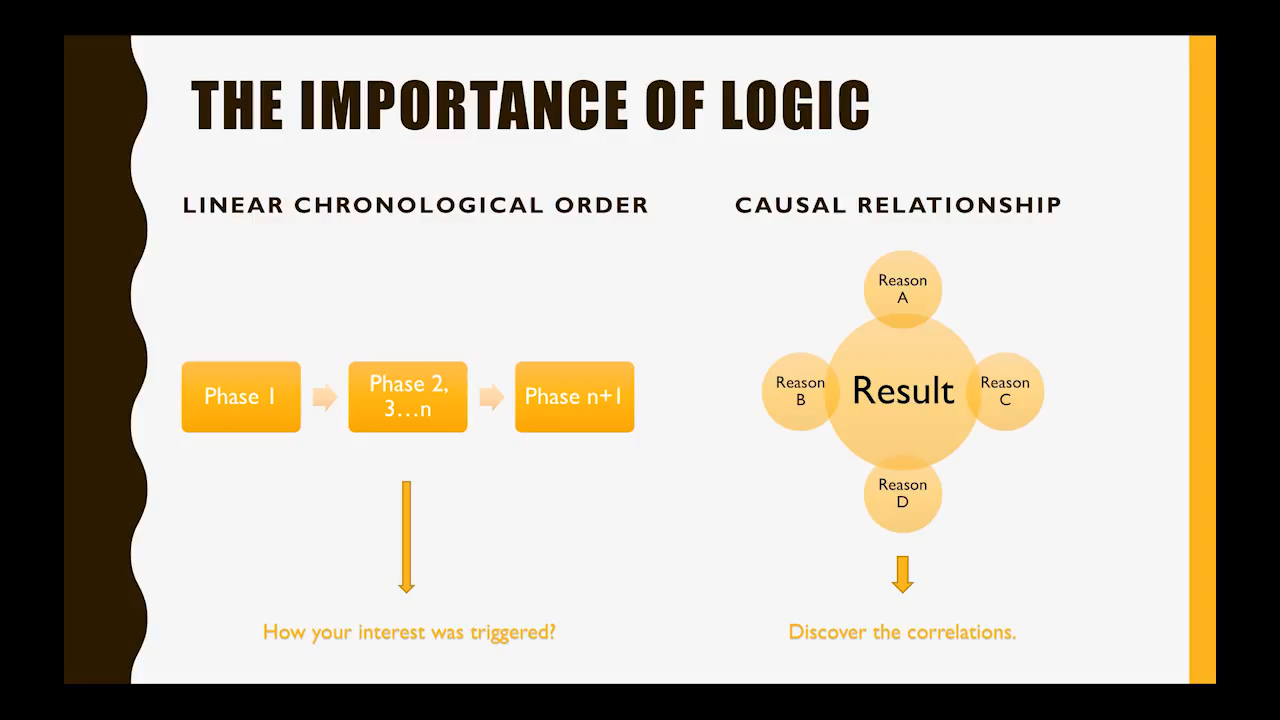 THE IMPORTANCE OF LOGIC
LINEAR CHRONOLOGICAL ORDER
Phase 1
Phase 2,
3…n
Phase n+1
How your interest was triggered?
CAUSAL RELATIONSHIP
Reason
A
Reason
B
Result
Reason
C
Reason
D
Discover the correlations.